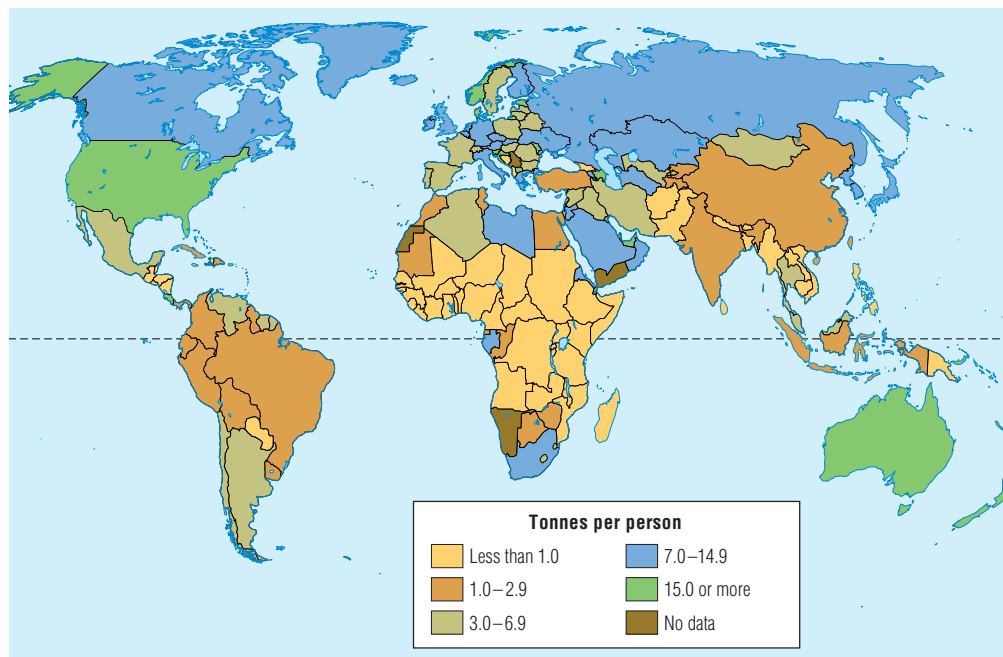 Tonnes per person
Less than 1.0
7.0–14.9
1.0–2.9
15.0 or more
3.0–6.9
No data